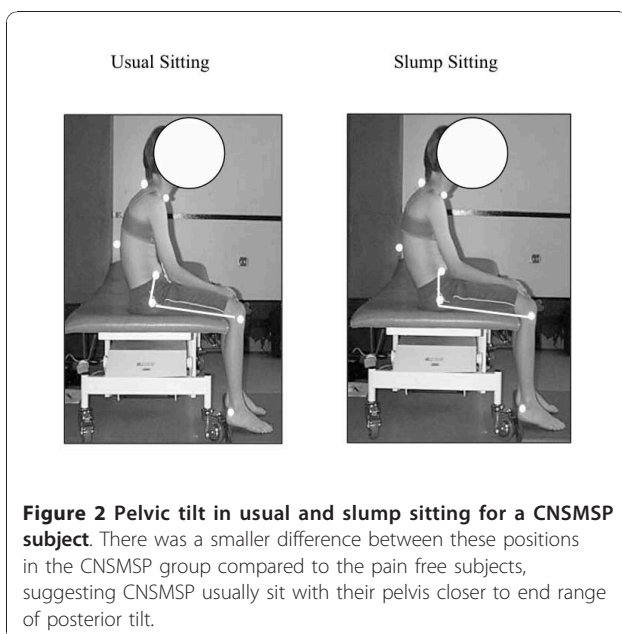 Usual Sitting
Slump Sitting
Figure 2 Pelvic tilt in usual and slump sitting for a CNSMSP
subject. There was a smaller difference between these positions
in the CNSMSP group compared to the pain free subjects,
suggesting CNSMSP usually sit with their pelvis closer to end range
of posterior tilt.